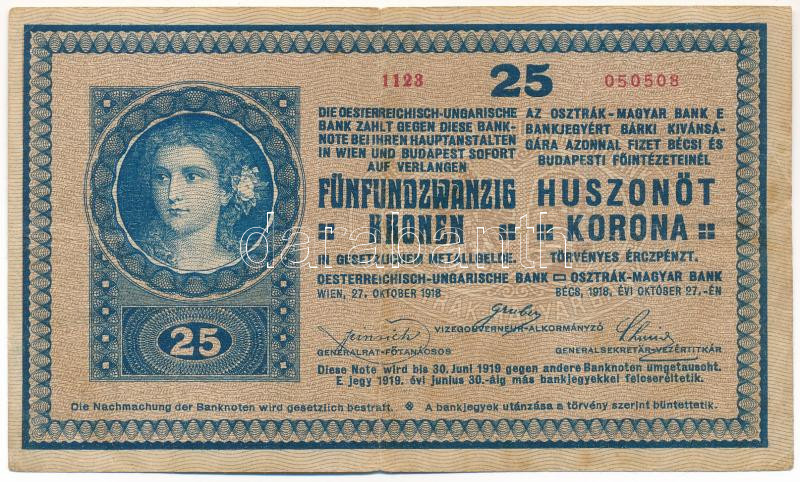 1123 25 050508
DIE OESTERREICHISCH-UNGARISCHE
BANK ZAHLT GEGEN DIESE BANK-
NOTE BEI IHREN HAUPTANSTALTEN
IN WIEN UND BUDAPEST SOFORT
AUF VERLANGEN
FÜNFUNDZWANZIG
KRONEN
IN GESETZLICHEM METALLGELDE.
AZ OSZTRÁK-MAGYAR BANK E
BANKJEGYÉRT BÁRKI KIVÁNSÁ-
GÁRA AZONNAL FIZET BÉCSI ÉS
BUDAPESTI FŐINTÉZETEINÉL
HUSZONÖT
KORONA
TÖRVÉNYES ÉRCZPÉNZT.
OESTERREICHISCH-UNGARISCHE BANK OSZTRÁK-MAGYAR BANK
WIEN, 27. OKTOBER 1918 BÉCS, 1918. ÉVI OKTÓBER 27.-ÉN
Gruber
VIZEGOUVERNEUR-ALKORMÁNYZÓ
GENERALRAT-FŐTANÁCSOS
GENERALSEKRETÄR-VEZÉRTITKÁR
Diese Note wird bis 30. Juni 1919 gegen andere Banknoten umgetauscht.
E jegy 1919. évi junius 30.-áig más bankjegyekkel felcseréltetik.
25
Die Nachmachung der Banknoten wird gesetzlich bestraft. A bankjegyek utánzása a törvény szerint büntettetik.
darabanth